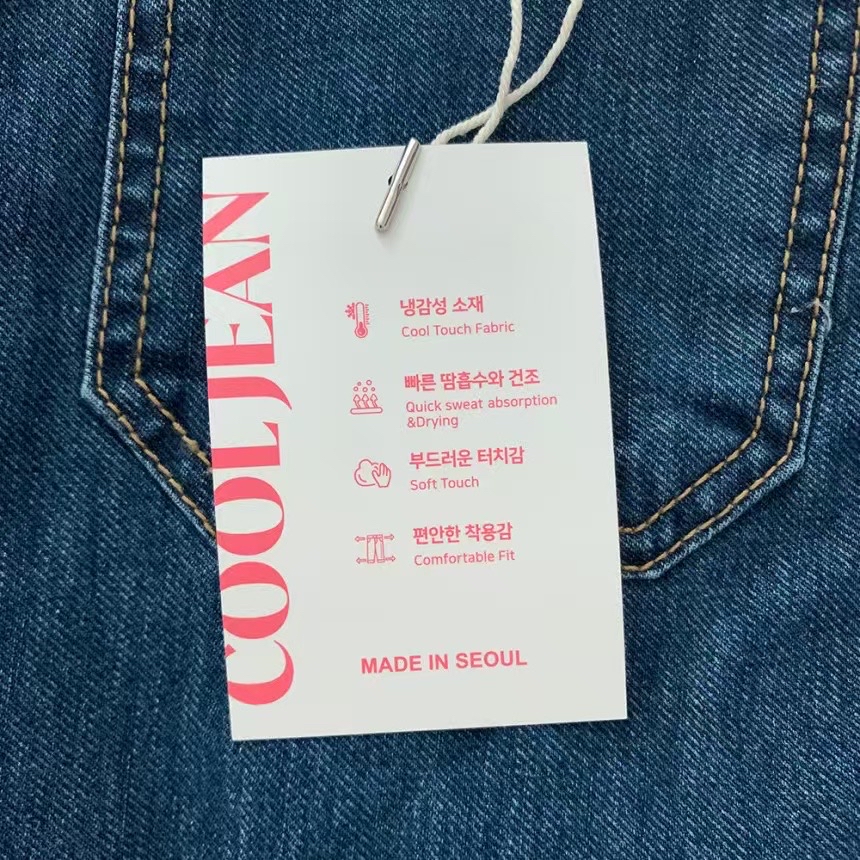 COOL JEAN
냉감성 소재
Cool Touch Fabric
빠른 땀흡수와 건조
Quick sweat absorption
&Drying
부드러운 터치감
Soft Touch
편안한 착용감
Comfortable Fit
MADE IN SEOUL